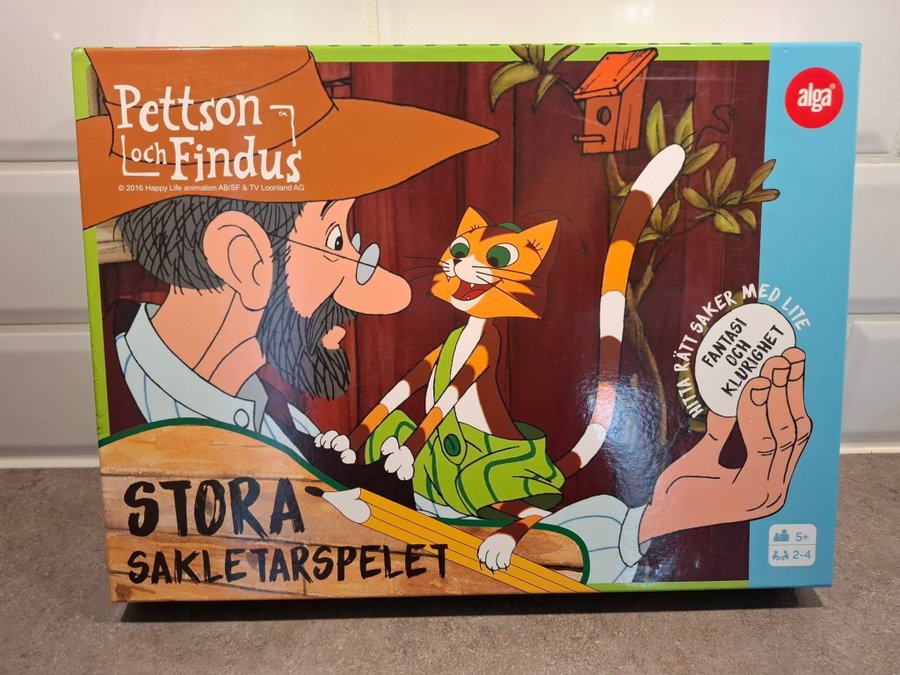 Pettson
och Findus
TM
© 2016 Happy Life animation AB/SF & TV Loonland AG
alga®
HITTA RÄTT SAKER MED LITE
FANTASI
OCH
KLURIGHET
STORA
SAKLETARSPELET
5+
2-4